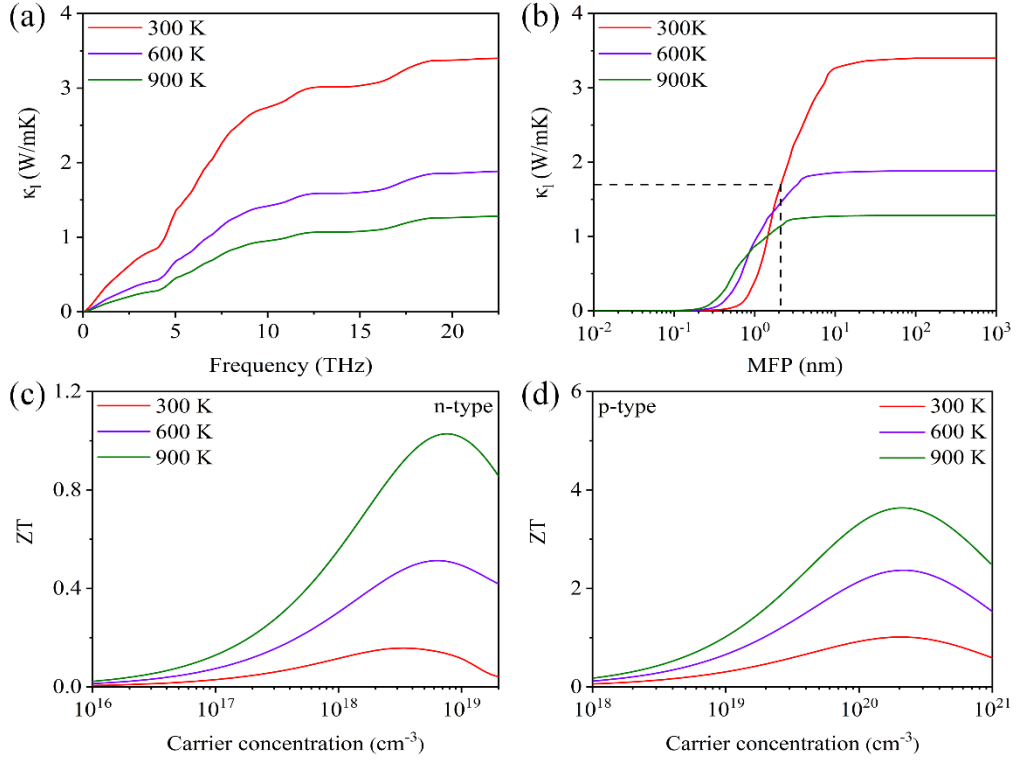 (a)
300 K
600 K
900 K
4
3
2
1
0
κl (W/mK)
0 5 10 15 20
Frequency (THz)
(b)
300K
600K
900K
4
3
2
1
0
κl (W/mK)
10-2 10-1 100 101 102 103
MFP (nm)
(c)
300 K
600 K
900 K
n-type
1.2
0.8
0.4
0.0
ZT
1016 1017 1018 1019
Carrier concentration (cm-3)
(d)
p-type
300 K
600 K
900 K
6
4
2
0
ZT
1018 1019 1020 1021
Carrier concentration (cm-3)